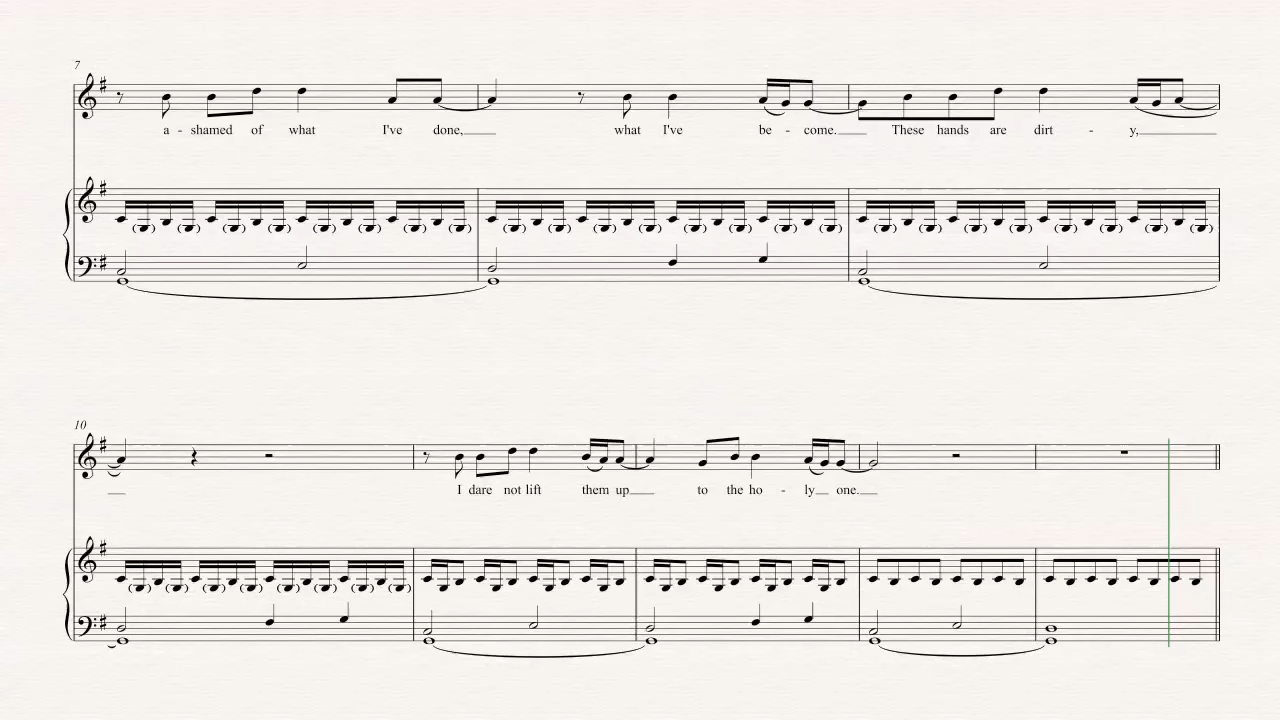 7
a - shamed of what I've done, what I've be - come. These hands are dirt - y,
10
I dare not lift them up to the ho - ly one.